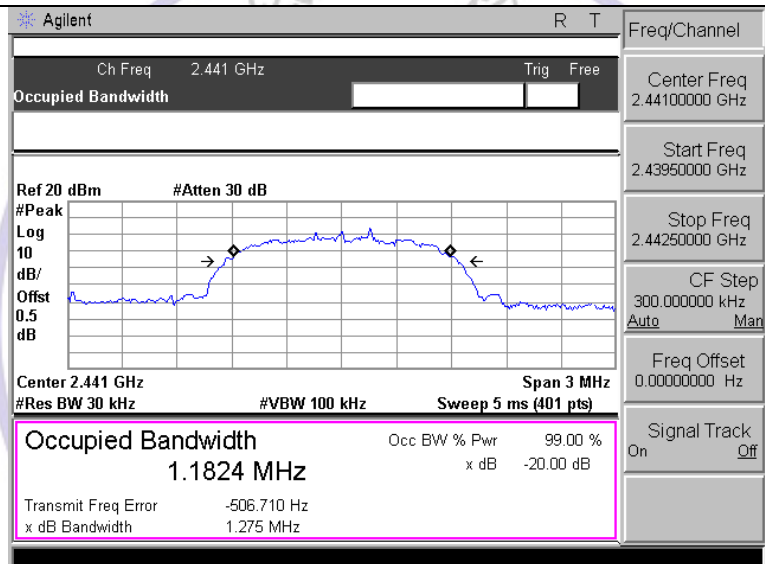 Agilent R T
Ch Freq 2.441 GHz Trig Free
Occupied Bandwidth
Ref 20 dBm #Atten 30 dB
#Peak
Log
10
dB/
Offst
0.5
dB
Center 2.441 GHz Span 3 MHz
#Res BW 30 kHz #VBW 100 kHz Sweep 5 ms (401 pts)
Occupied Bandwidth Occ BW % Pwr 99.00 %
1.1824 MHz x dB -20.00 dB
Transmit Freq Error -506.710 Hz
x dB Bandwidth 1.275 MHz
Freq/Channel
Center Freq
2.44100000 GHz
Start Freq
2.43950000 GHz
Stop Freq
2.44250000 GHz
CF Step
300.000000 kHz
Auto Man
Freq Offset
0.00000000 Hz
Signal Track
On Off